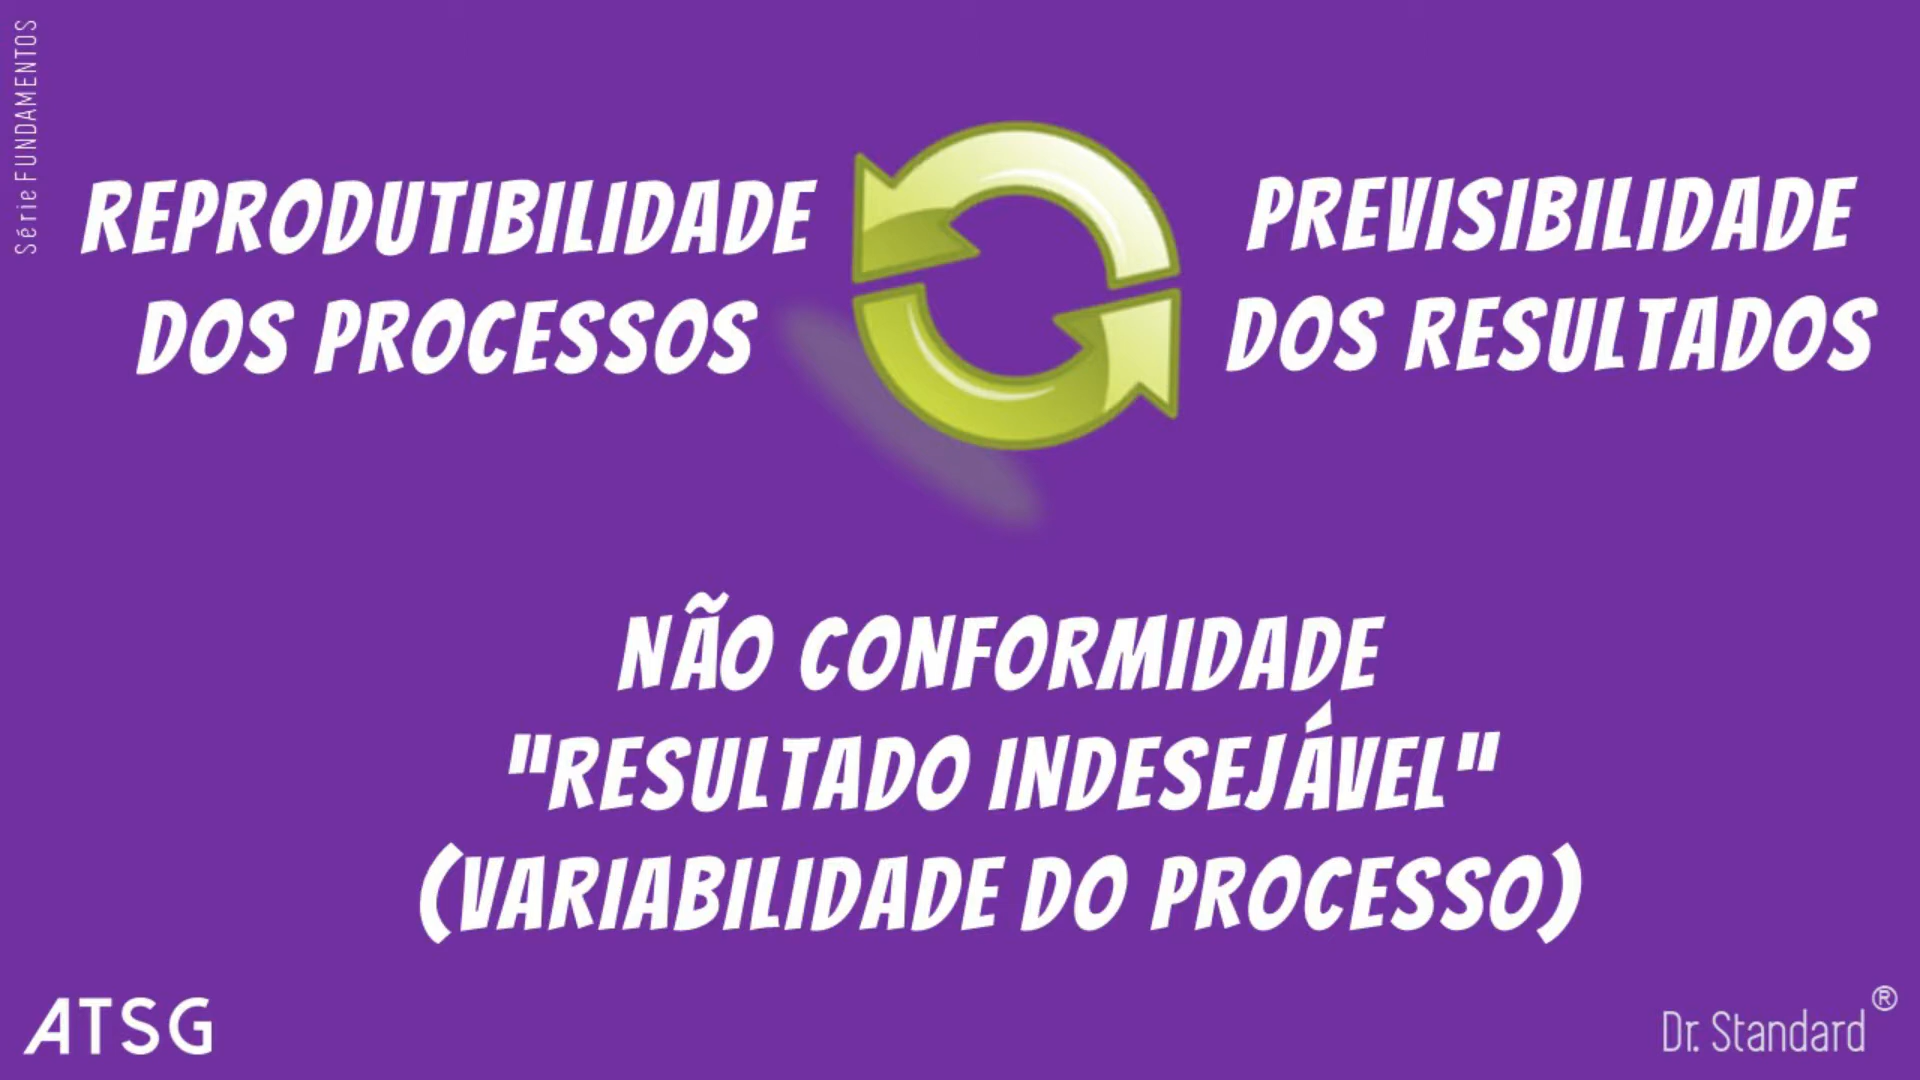 Série FUNDAMENTOS
REPRODUTIBILIDADE
DOS PROCESSOS
PREVISIBILIDADE
DOS RESULTADOS
NÃO CONFORMIDADE
"RESULTADO INDESEJÁVEL"
(VARIABILIDADE DO PROCESSO)
ATSG
Dr. Standard ®